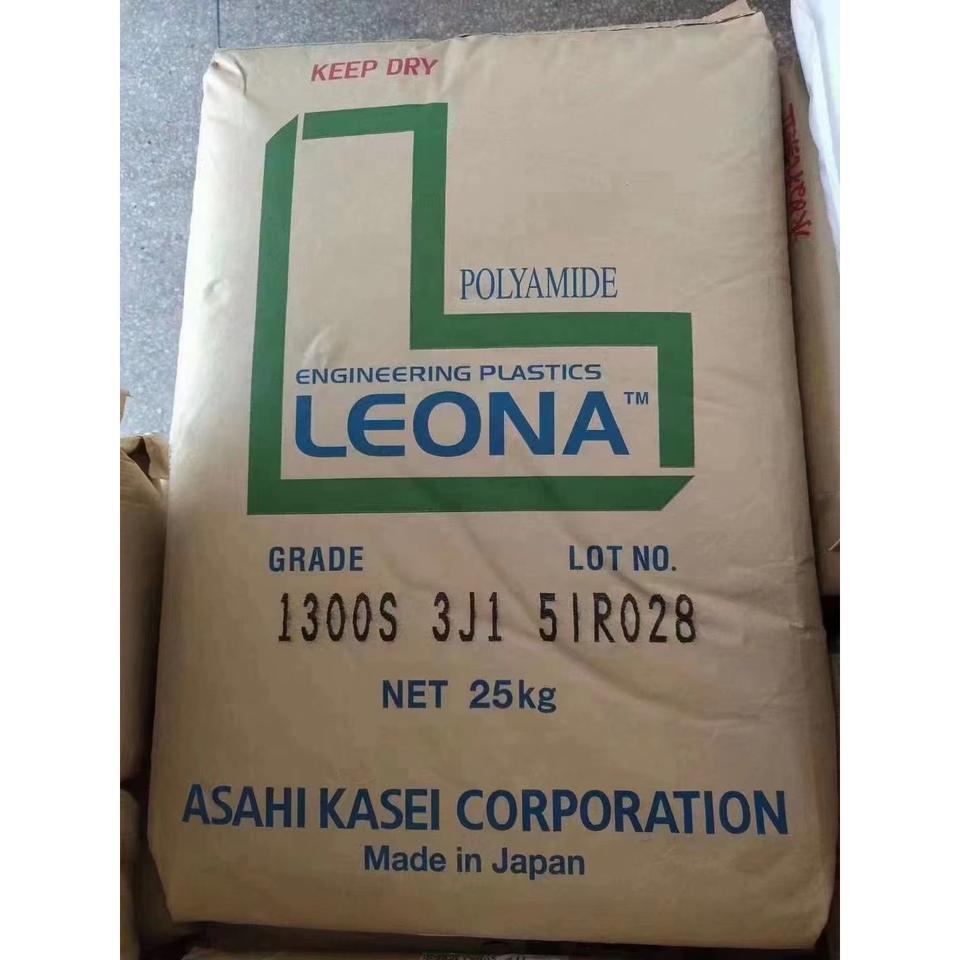 KEEP DRY
POLYAMIDE
ENGINEERING PLASTICS
LEONA™
GRADE LOT NO.
1300S 3J1 51R028
NET 25kg
ASAHI KASEI CORPORATION
Made in Japan